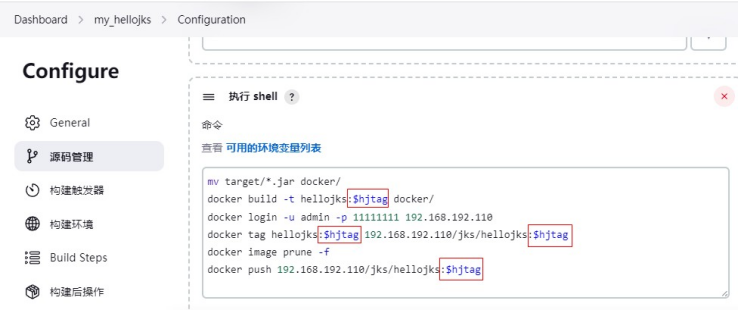 Dashboard > my_hellojks > Configuration
Configure
General
源码管理
构建触发器
构建环境
Build Steps
构建后操作
执行 shell ?
命令
查看 可用的环境变量列表
mv target/*.jar docker/
docker build -t hellojks:$hjtag docker/
docker login -u admin -p 11111111 192.168.192.110
docker tag hellojks:$hjtag 192.168.192.110/jks/hellojks:$hjtag
docker image prune -f
docker push 192.168.192.110/jks/hellojks:$hjtag